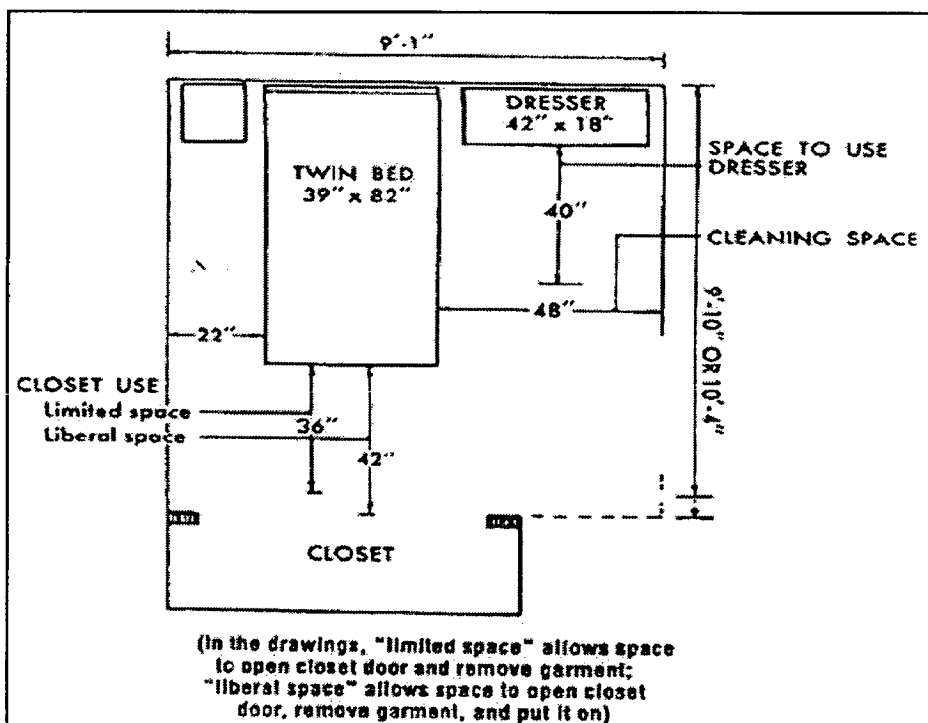 9'-1"
DRESSER
42" x 18"
TWIN BED
39" x 82"
SPACE TO USE
DRESSER
40"
CLEANING SPACE
48"
22"
9'-10" OR 10'-4"
CLOSET USE
Limited space
Liberal space
36"
42"
CLOSET
(In the drawings, "limited space" allows space
to open closet door and remove garment;
"liberal space" allows space to open closet
door, remove garment, and put it on)